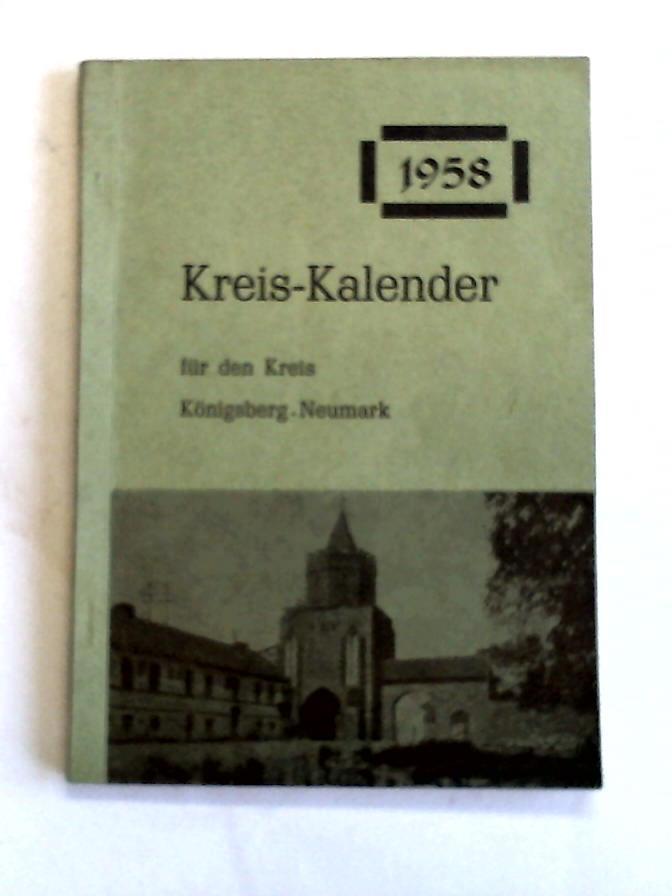 1958
Kreis-Kalender
für den Kreis
Königsberg-Neumark